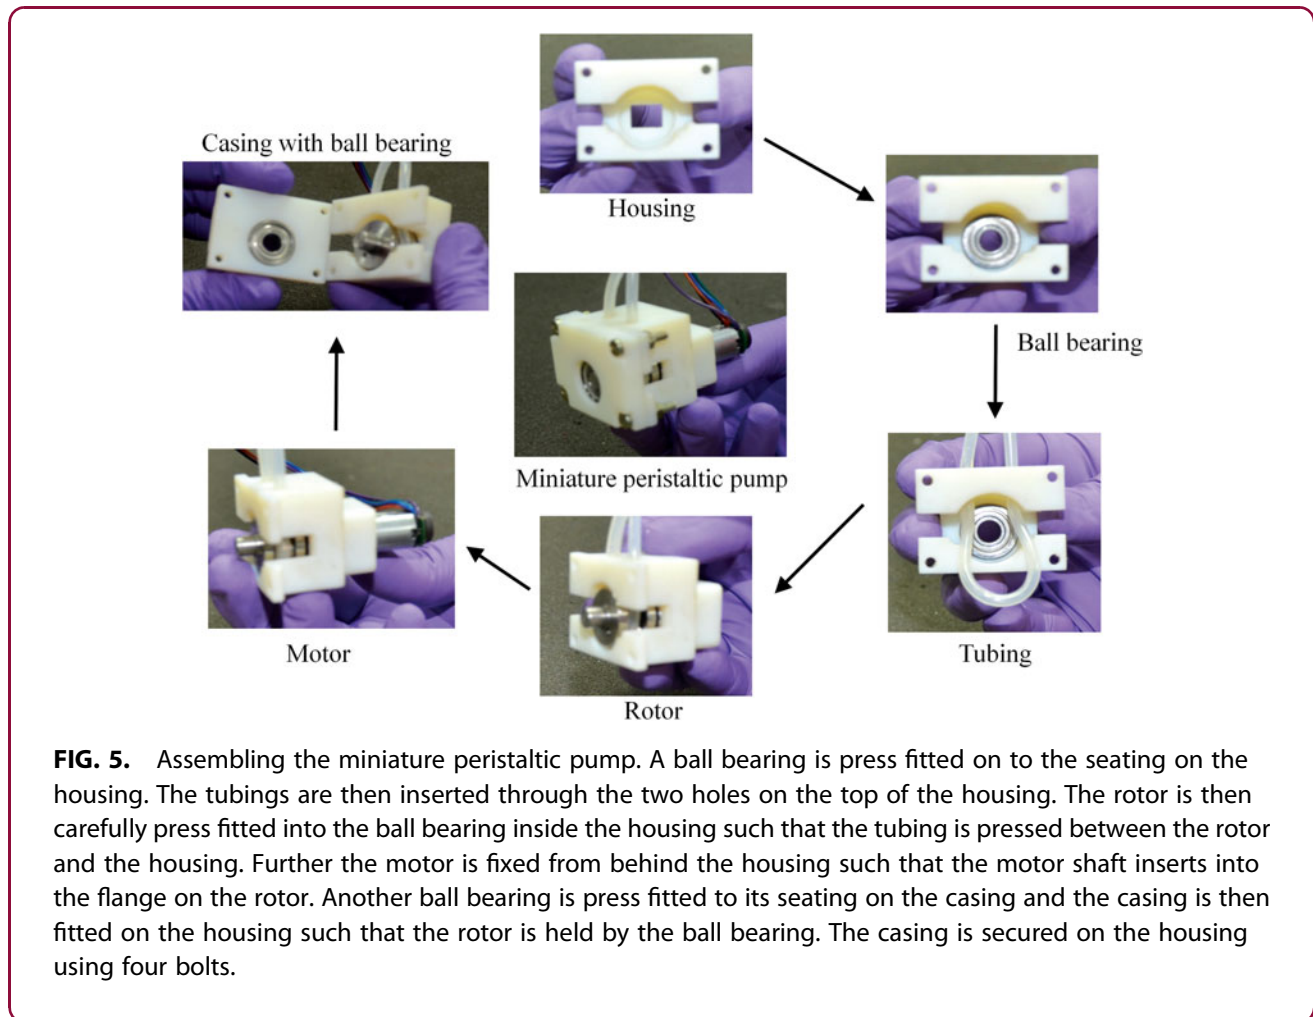 Housing
Casing with ball bearing
Ball bearing
Miniature peristaltic pump
Tubing
Motor
Rotor
FIG. 5. Assembling the miniature peristaltic pump. A ball bearing is press fitted on to the seating on the
housing. The tubings are then inserted through the two holes on the top of the housing. The rotor is then
carefully press fitted into the ball bearing inside the housing such that the tubing is pressed between the rotor
and the housing. Further the motor is fixed from behind the housing such that the motor shaft inserts into
the flange on the rotor. Another ball bearing is press fitted to its seating on the casing and the casing is then
fitted on the housing such that the rotor is held by the ball bearing. The casing is secured on the housing
using four bolts.